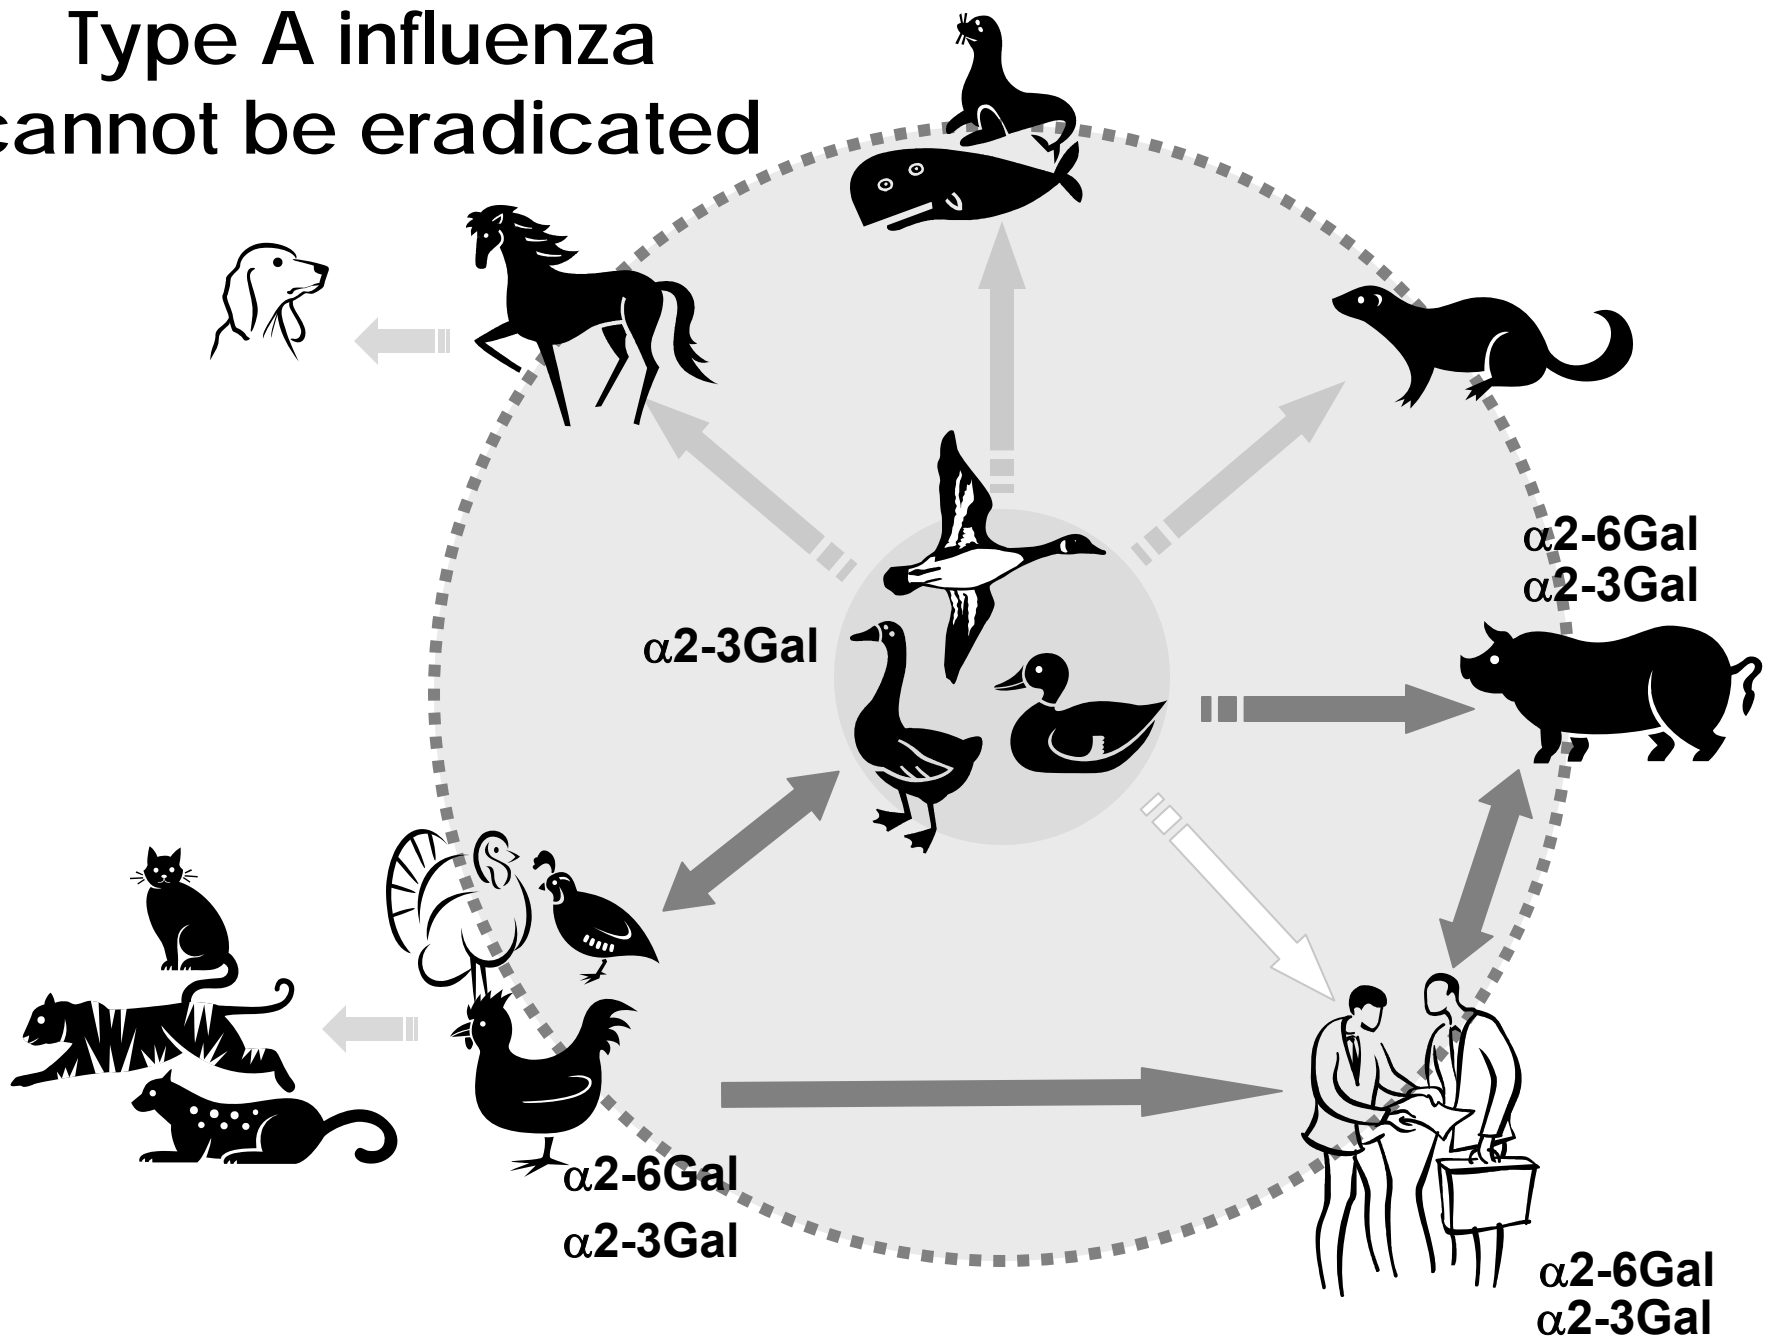 Type A influenza
cannot be eradicated
α2-6Gal
α2-3Gal
α2-3Gal
α2-6Gal
α2-3Gal
α2-6Gal
α2-3Gal